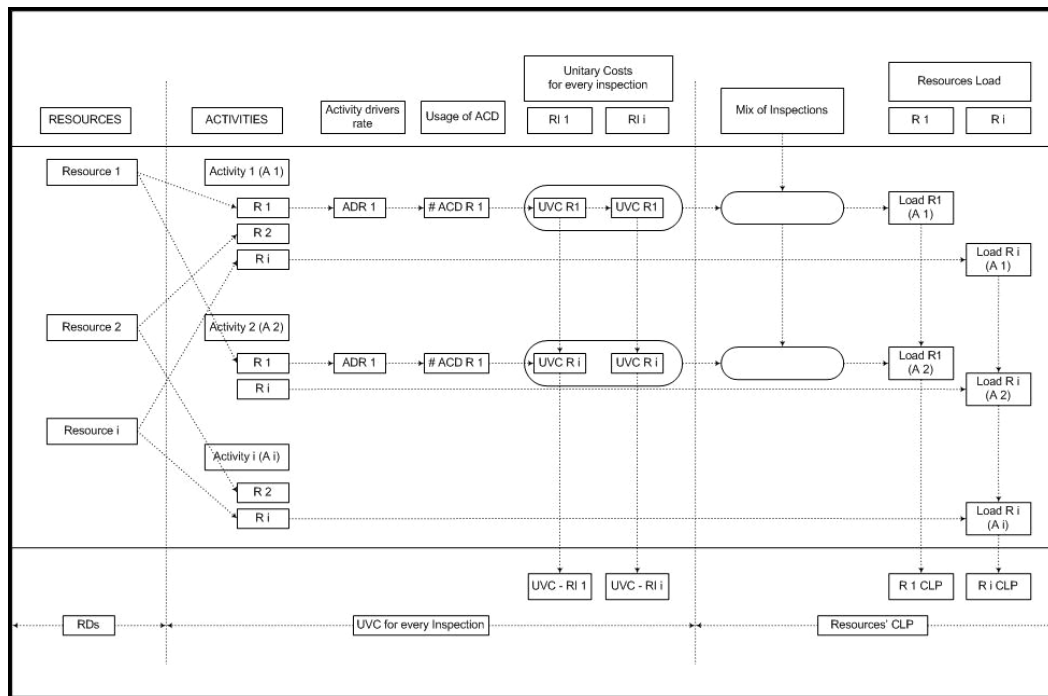 Unitary Costs
for every inspection
Resources Load
RESOURCES
ACTIVITIES
Activity drivers
rate
Usage of ACD
RI 1
RI i
Mix of Inspections
R 1
R i
Resource 1
Activity 1 (A 1)
R 1
ADR 1
# ACD R 1
UVC R1
UVC R1
Load R1
(A 1)
R 2
R i
Load R i
(A 1)
Resource 2
Activity 2 (A 2)
R 1
ADR 1
# ACD R 1
UVC R i
UVC R i
Load R1
(A 2)
R i
Load R i
(A 2)
Resource i
Activity i (A i)
R 2
R i
Load R i
(A i)
UVC - RI 1
UVC - RI i
R 1 CLP
R i CLP
RDs
UVC for every Inspection
Resources' CLP